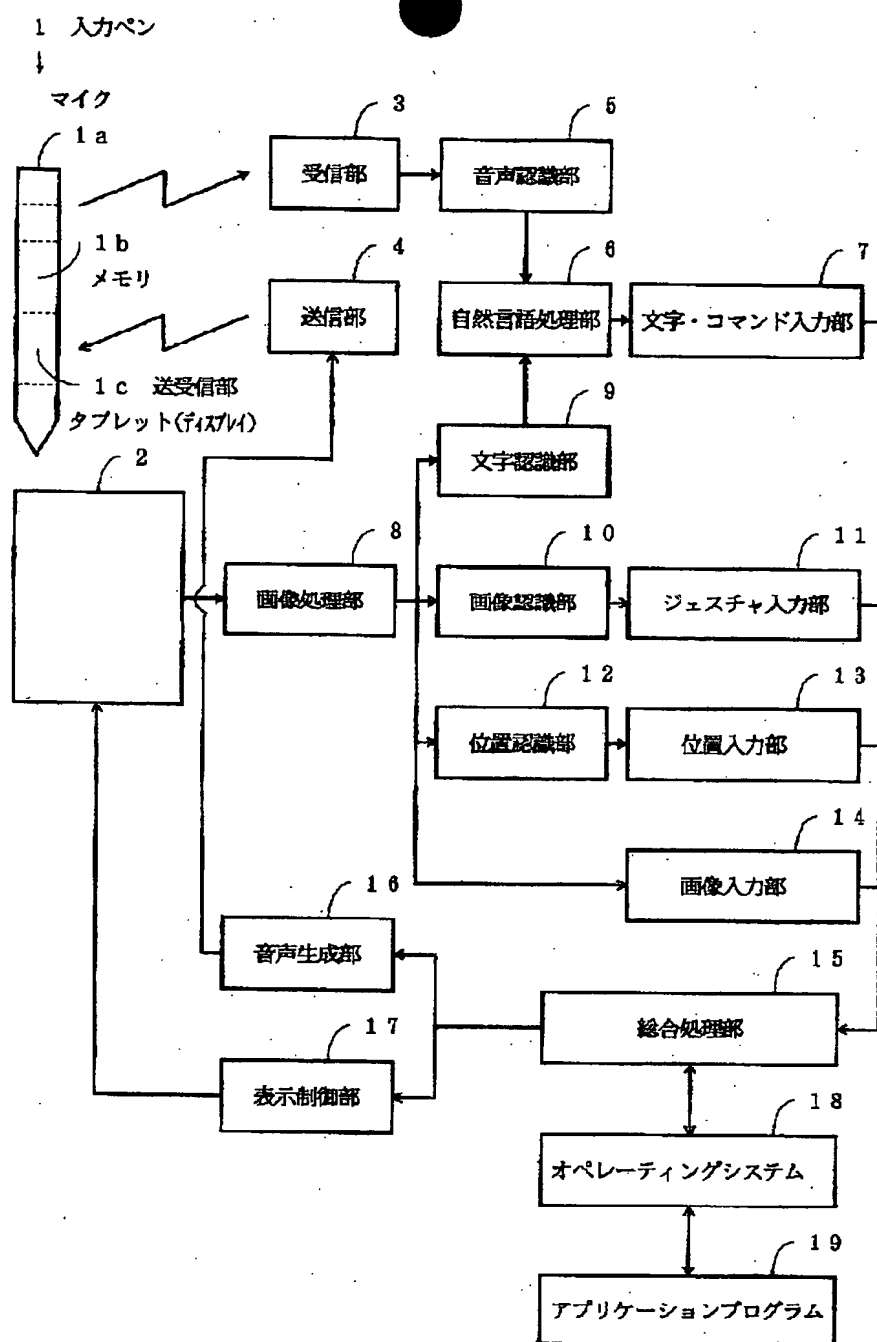 1 入力ペン
マイク
1a
3
5
受信部
音声認識部
1b
メモリ
4
6
7
送信部
自然言語処理部
文字・コマンド入力部
1c 送受信部
タブレット(ディスプレイ)
9
文字認識部
2
8
10
11
画像処理部
画像認識部
ジェスチャ入力部
12
13
位置認識部
位置入力部
14
画像入力部
16
音声生成部
15
総合処理部
17
表示制御部
18
オペレーティングシステム
19
アプリケーションプログラム